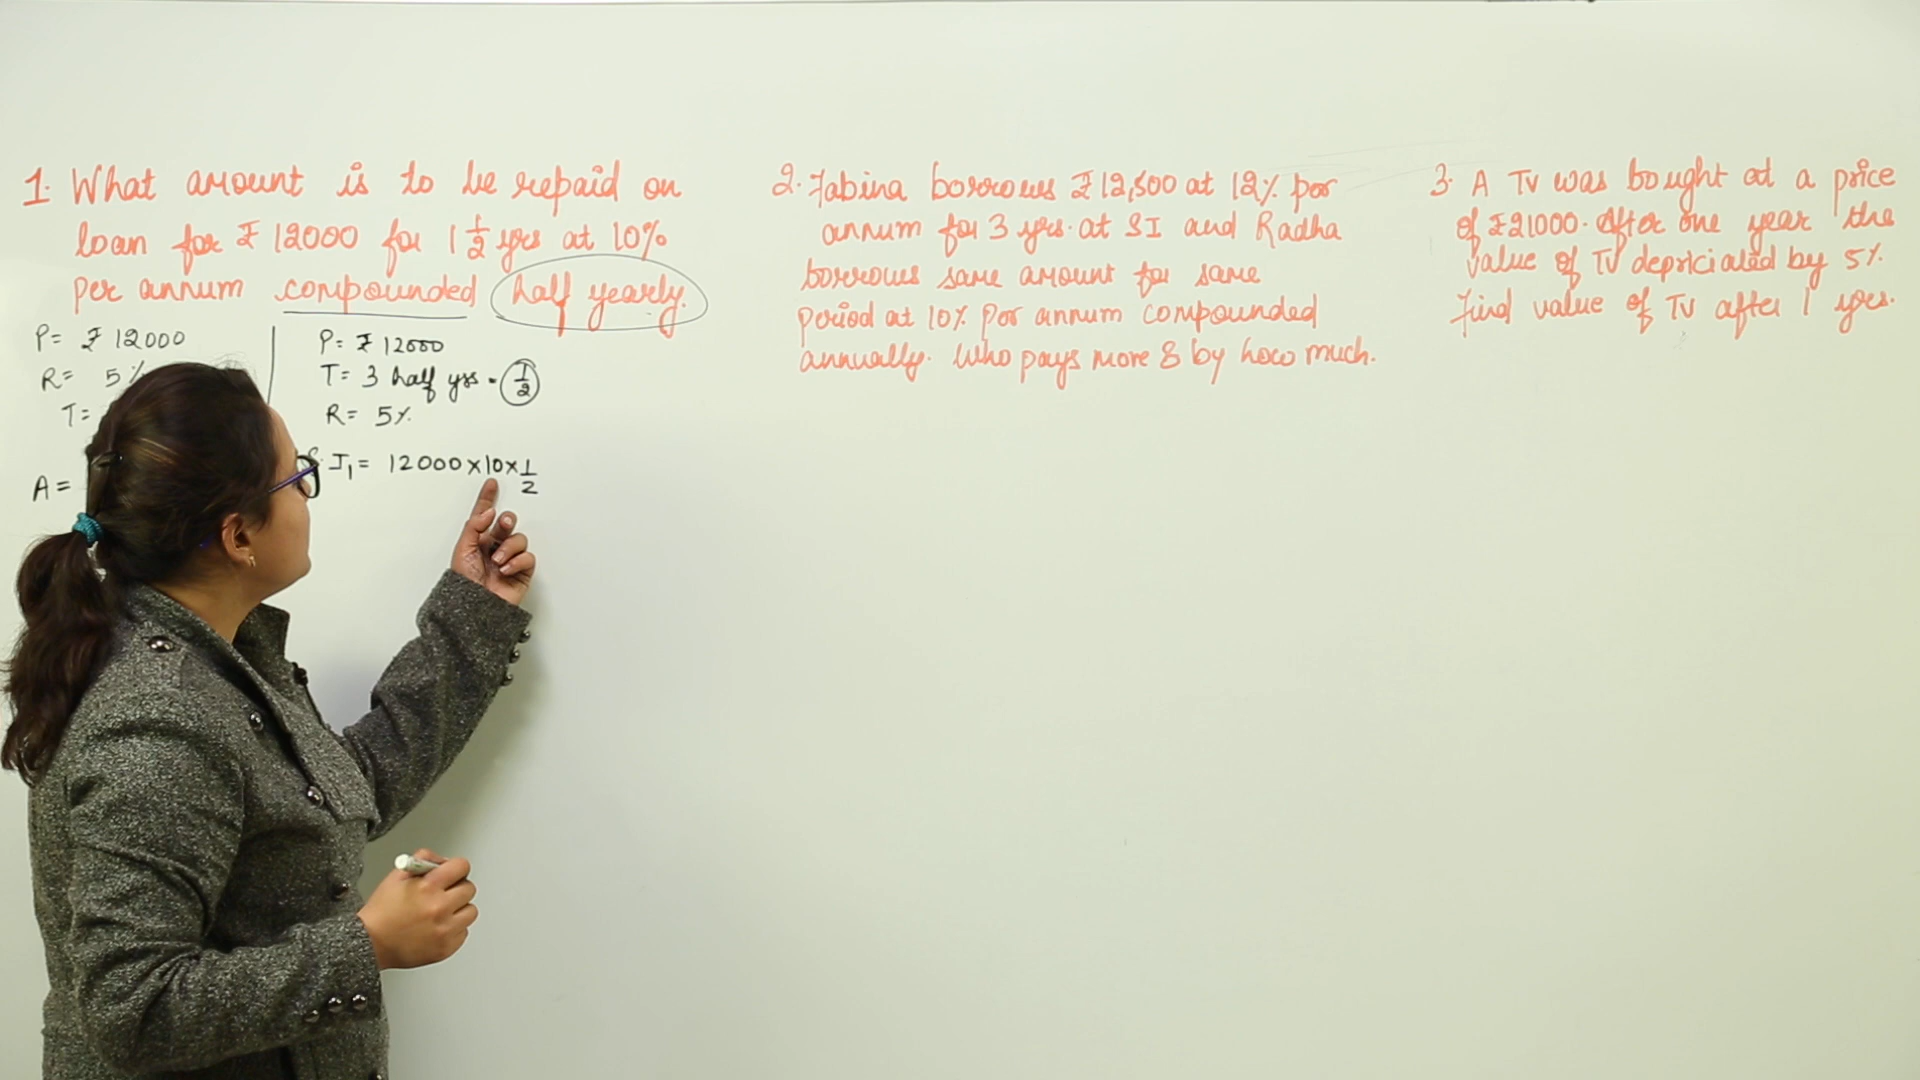 1. What amount is to be repaid on
loan for ₹ 12000 for 1 1/2 yrs at 10%
per annum compounded half yearly.
P= ₹ 12000
R= 5%
T=
A=
P= ₹ 12000
T= 3 half yrs - 1/2
R= 5%
S.I1= 12000×10×1/2
2. Fabina borrows ₹12,500 at 12% per
annum for 3 yrs. at SI and Radha
borrows same amount for same
period at 10% per annum compounded
annually. Who pays more & by how much.
3. A TV was bought at a price
of ₹21000. After one year the
value of TV depriciated by 5%.
Find value of TV after 1 yrs.